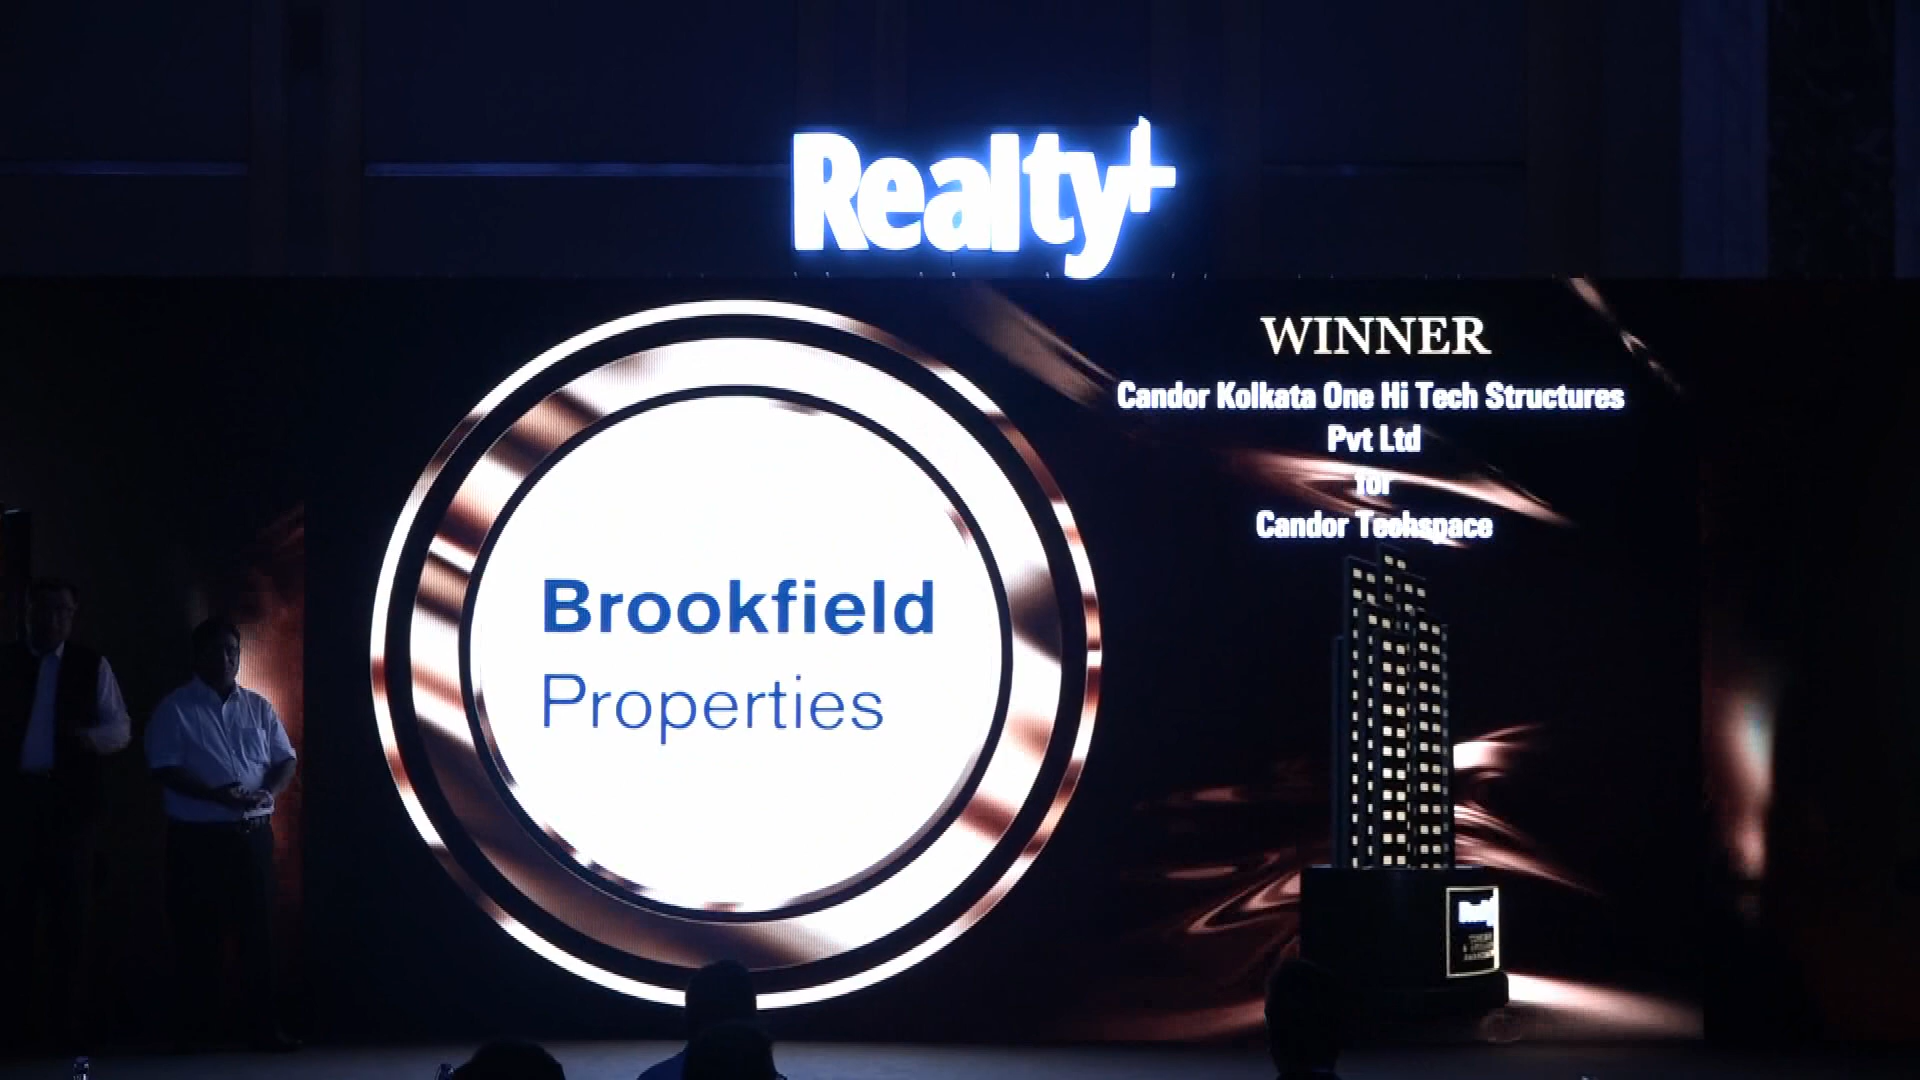 Realty+
WINNER
Candor Kolkata One Hi Tech Structures
Pvt Ltd
for
Candor Techspace
Brookfield
Properties